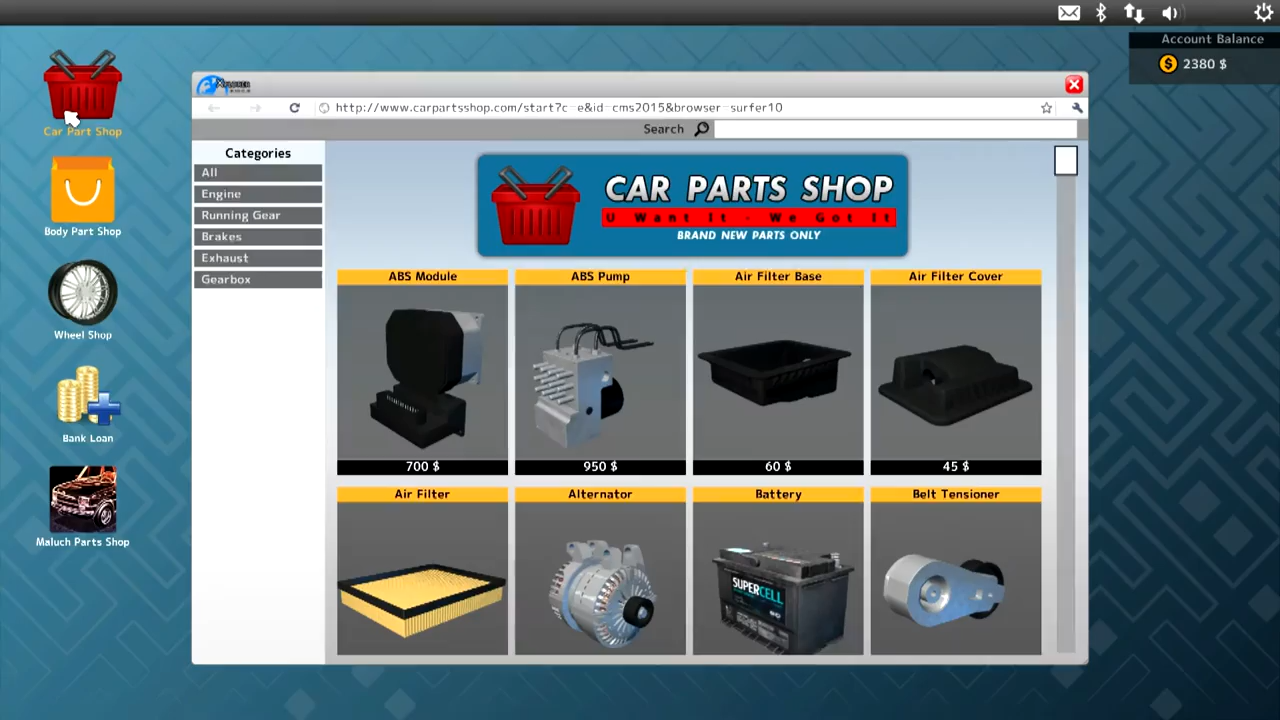 Account Balance
2380 $
Car Part Shop
Body Part Shop
Wheel Shop
Bank Loan
Maluch Parts Shop
http://www.carpartsshop.com/start?c=e&id=cms2015&browser=surfer10
Search
Categories
All
Engine
Running Gear
Brakes
Exhaust
Gearbox
CAR PARTS SHOP
U Want It - We Got It
BRAND NEW PARTS ONLY
ABS Module
ABS Pump
Air Filter Base
Air Filter Cover
700 $
950 $
60 $
45 $
Air Filter
Alternator
Battery
Belt Tensioner
SUPERCELL